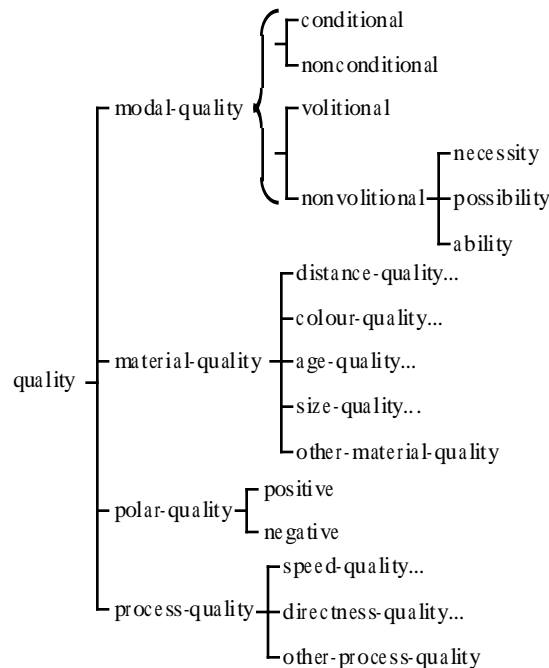 conditional
nonconditional
modal-quality
volitional
necessity
nonvolitional
possibility
ability
distance-quality...
colour-quality...
material-quality
age-quality...
quality
size-quality...
other-material-quality
positive
polar-quality
negative
speed-quality...
process-quality
directness-quality...
other-process-quality